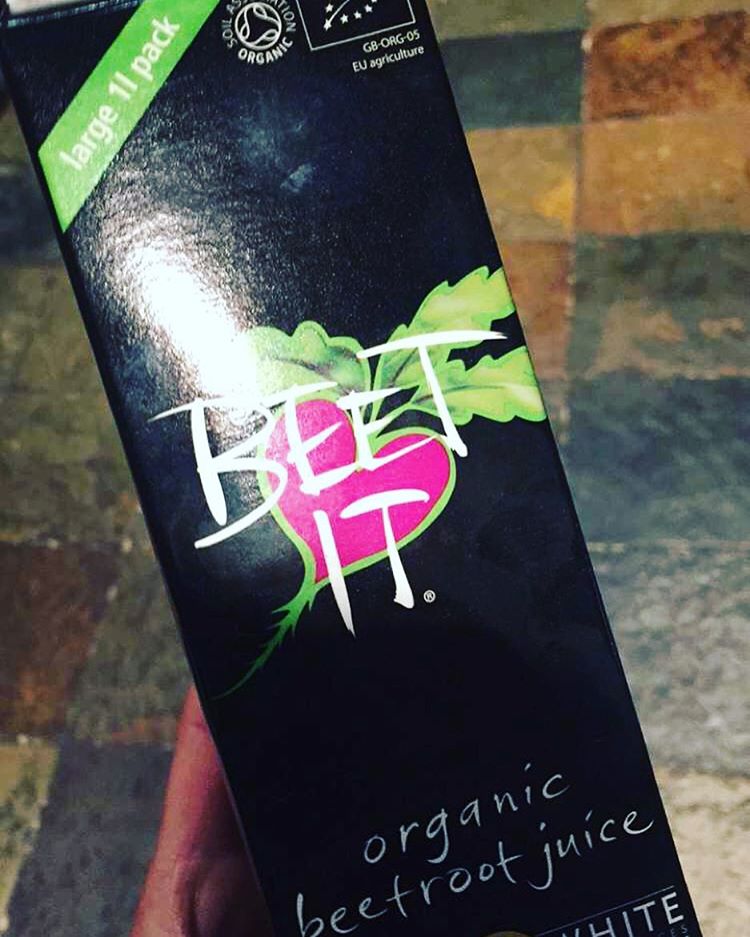 large 1l pack
SOIL ASSOCIATION
ORGANIC
GB-ORG-05
EU agriculture
BEET
IT®
organic
beetroot juice
WHITE